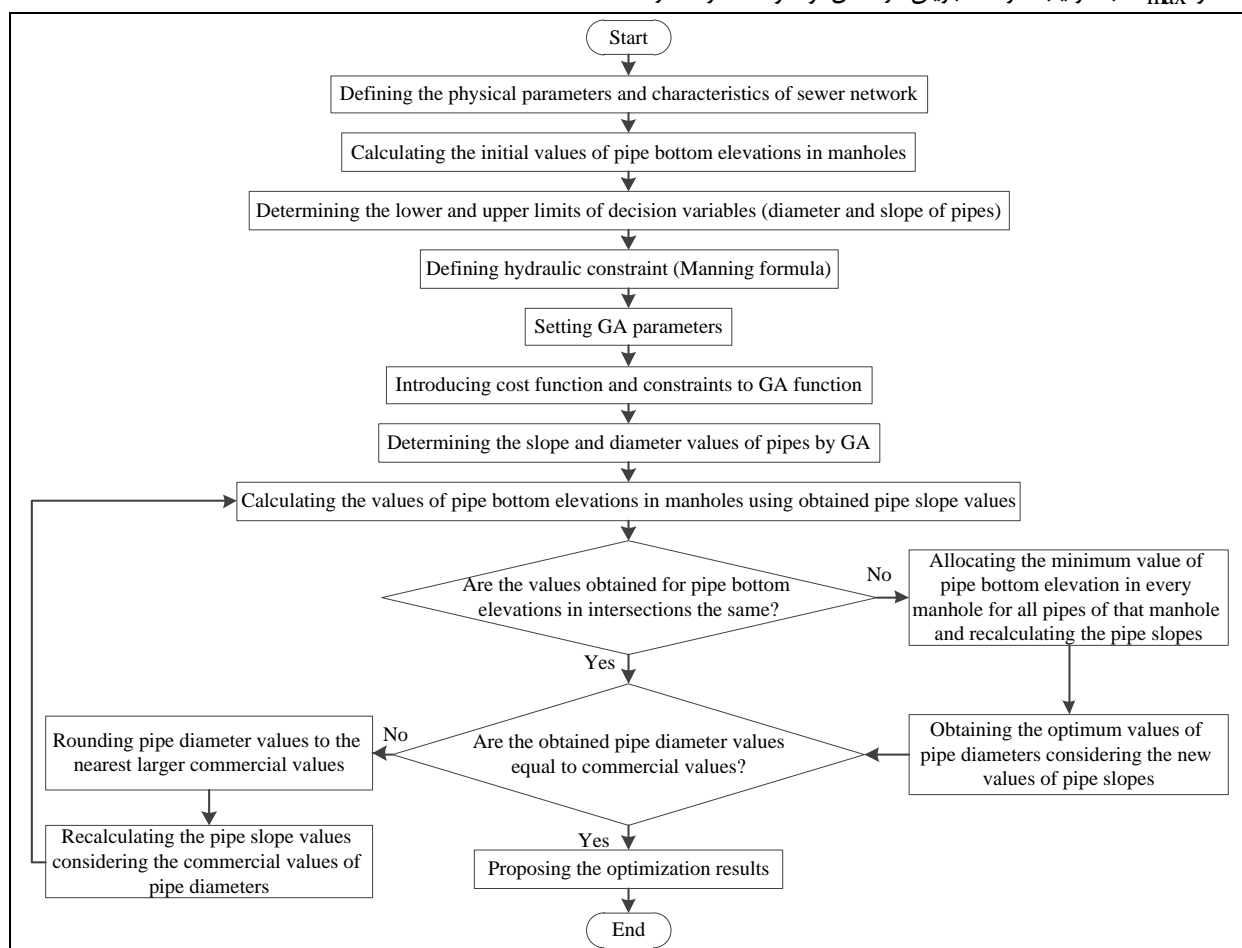 max
Start
Defining the physical parameters and characteristics of sewer network
Calculating the initial values of pipe bottom elevations in manholes
Determining the lower and upper limits of decision variables (diameter and slope of pipes)
Defining hydraulic constraint (Manning formula)
Setting GA parameters
Introducing cost function and constraints to GA function
Determining the slope and diameter values of pipes by GA
Calculating the values of pipe bottom elevations in manholes using obtained pipe slope values
Are the values obtained for pipe bottom
elevations in intersections the same?
No
Allocating the minimum value of
pipe bottom elevation in every
manhole for all pipes of that manhole
and recalculating the pipe slopes
Yes
Obtaining the optimum values of
pipe diameters considering the new
values of pipe slopes
Are the obtained pipe diameter values
equal to commercial values?
No
Rounding pipe diameter values to the
nearest larger commercial values
Recalculating the pipe slope values
considering the commercial values of
pipe diameters
Yes
Proposing the optimization results
End